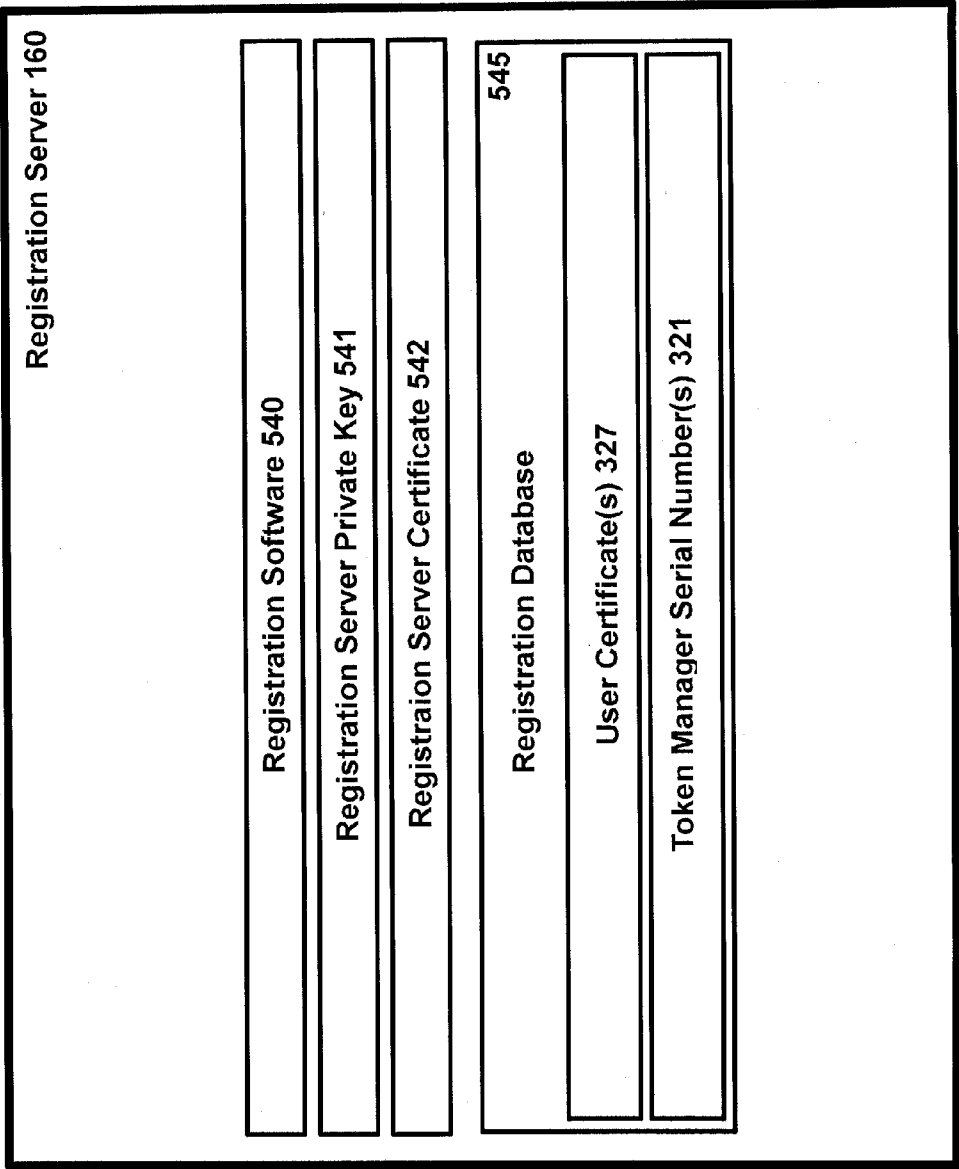 Registration Server 160
Registration Software 540
Registration Server Private Key 541
Registraion Server Certificate 542
545
Registration Database
User Certificate(s) 327
Token Manager Serial Number(s) 321